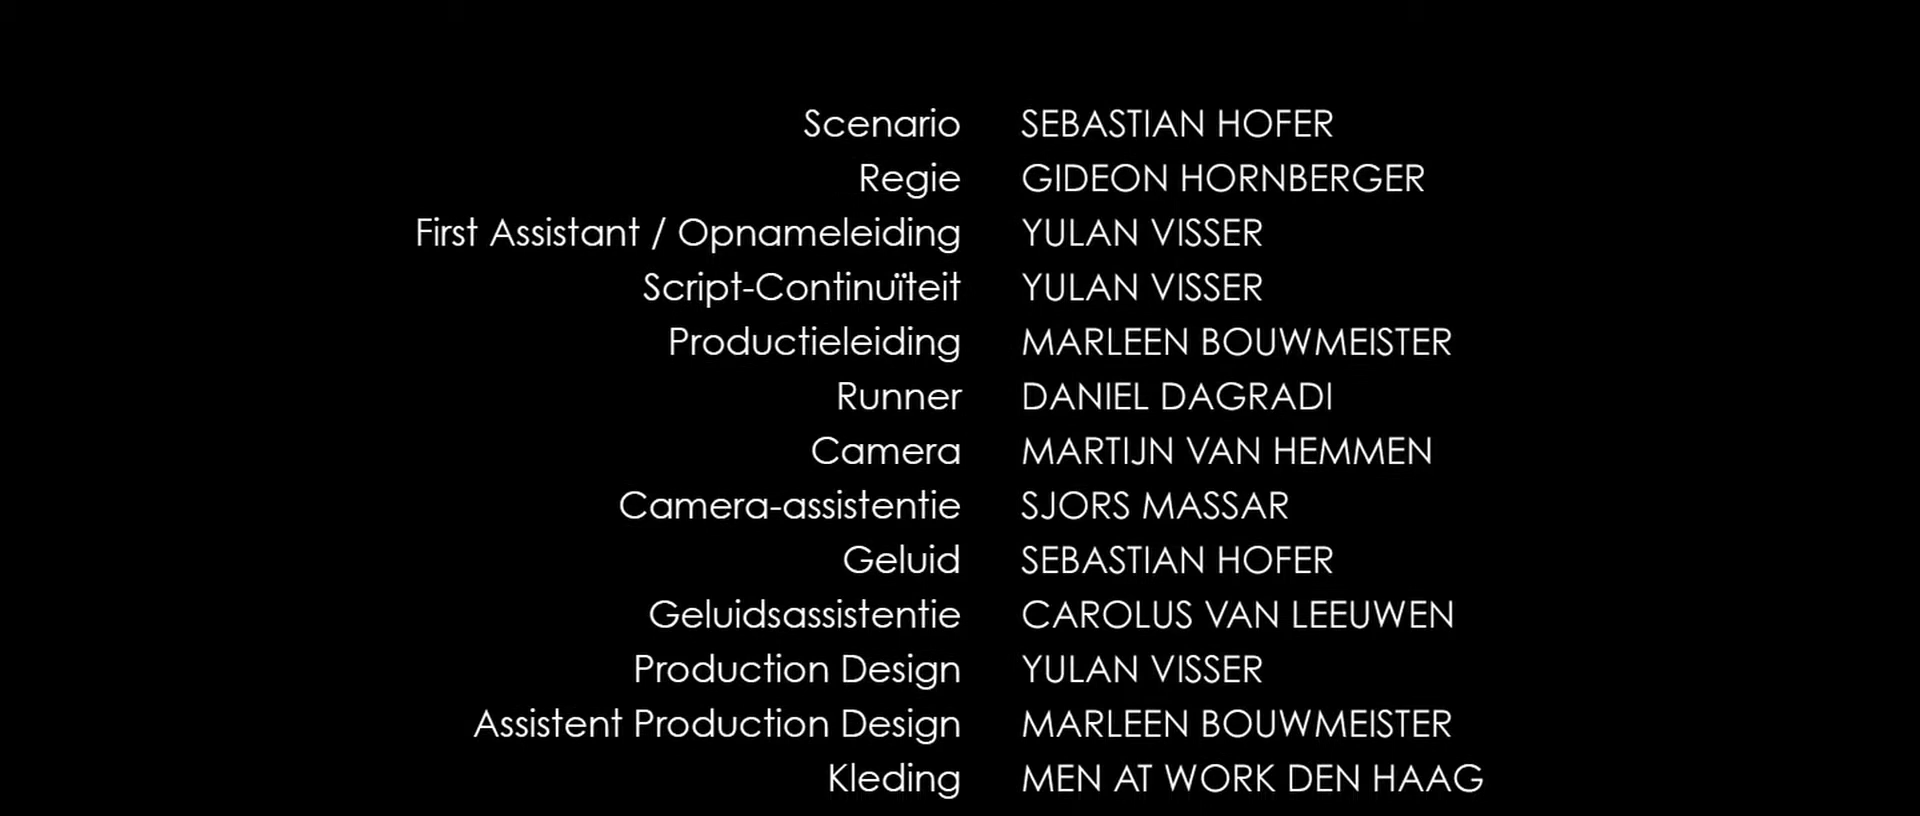 Scenario SEBASTIAN HOFER
Regie GIDEON HORNBERGER
First Assistant / Opnameleiding YULAN VISSER
Script-Continuïteit YULAN VISSER
Productieleiding MARLEEN BOUWMEISTER
Runner DANIEL DAGRADI
Camera MARTIJN VAN HEMMEN
Camera-assistentie SJORS MASSAR
Geluid SEBASTIAN HOFER
Geluidsassistentie CAROLUS VAN LEEUWEN
Production Design YULAN VISSER
Assistent Production Design MARLEEN BOUWMEISTER
Kleding MEN AT WORK DEN HAAG